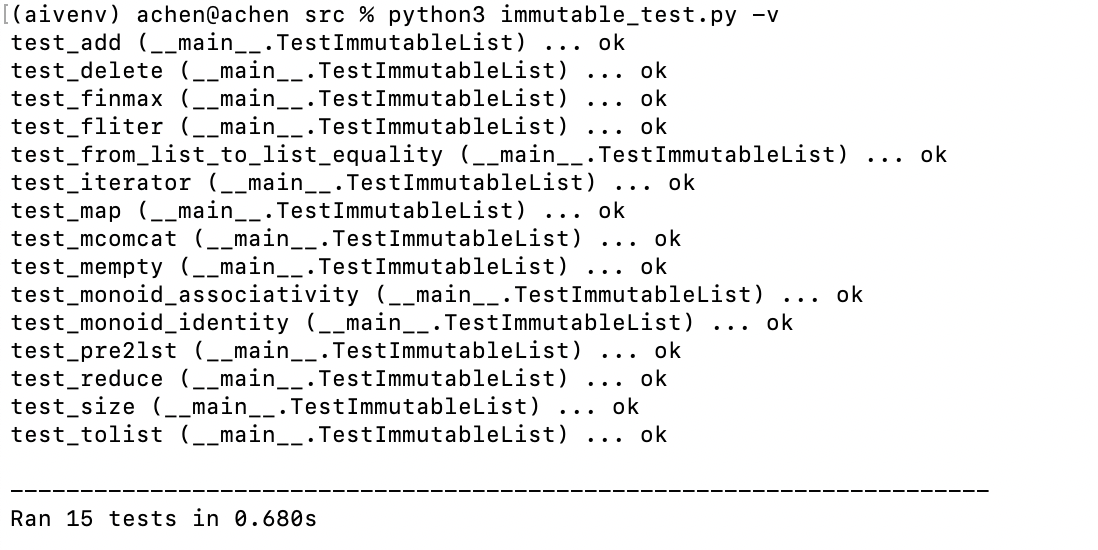 [(aivenv) achen@achen src % python3 immutable_test.py -v
test_add (__main__.TestImmutableList) ... ok
test_delete (__main__.TestImmutableList) ... ok
test_finmax (__main__.TestImmutableList) ... ok
test_fliter (__main__.TestImmutableList) ... ok
test_from_list_to_list_equality (__main__.TestImmutableList) ... ok
test_iterator (__main__.TestImmutableList) ... ok
test_map (__main__.TestImmutableList) ... ok
test_mcomcat (__main__.TestImmutableList) ... ok
test_mempty (__main__.TestImmutableList) ... ok
test_monoid_associativity (__main__.TestImmutableList) ... ok
test_monoid_identity (__main__.TestImmutableList) ... ok
test_pre2lst (__main__.TestImmutableList) ... ok
test_reduce (__main__.TestImmutableList) ... ok
test_size (__main__.TestImmutableList) ... ok
test_tolist (__main__.TestImmutableList) ... ok
----------------------------------------------------------------------
Ran 15 tests in 0.680s